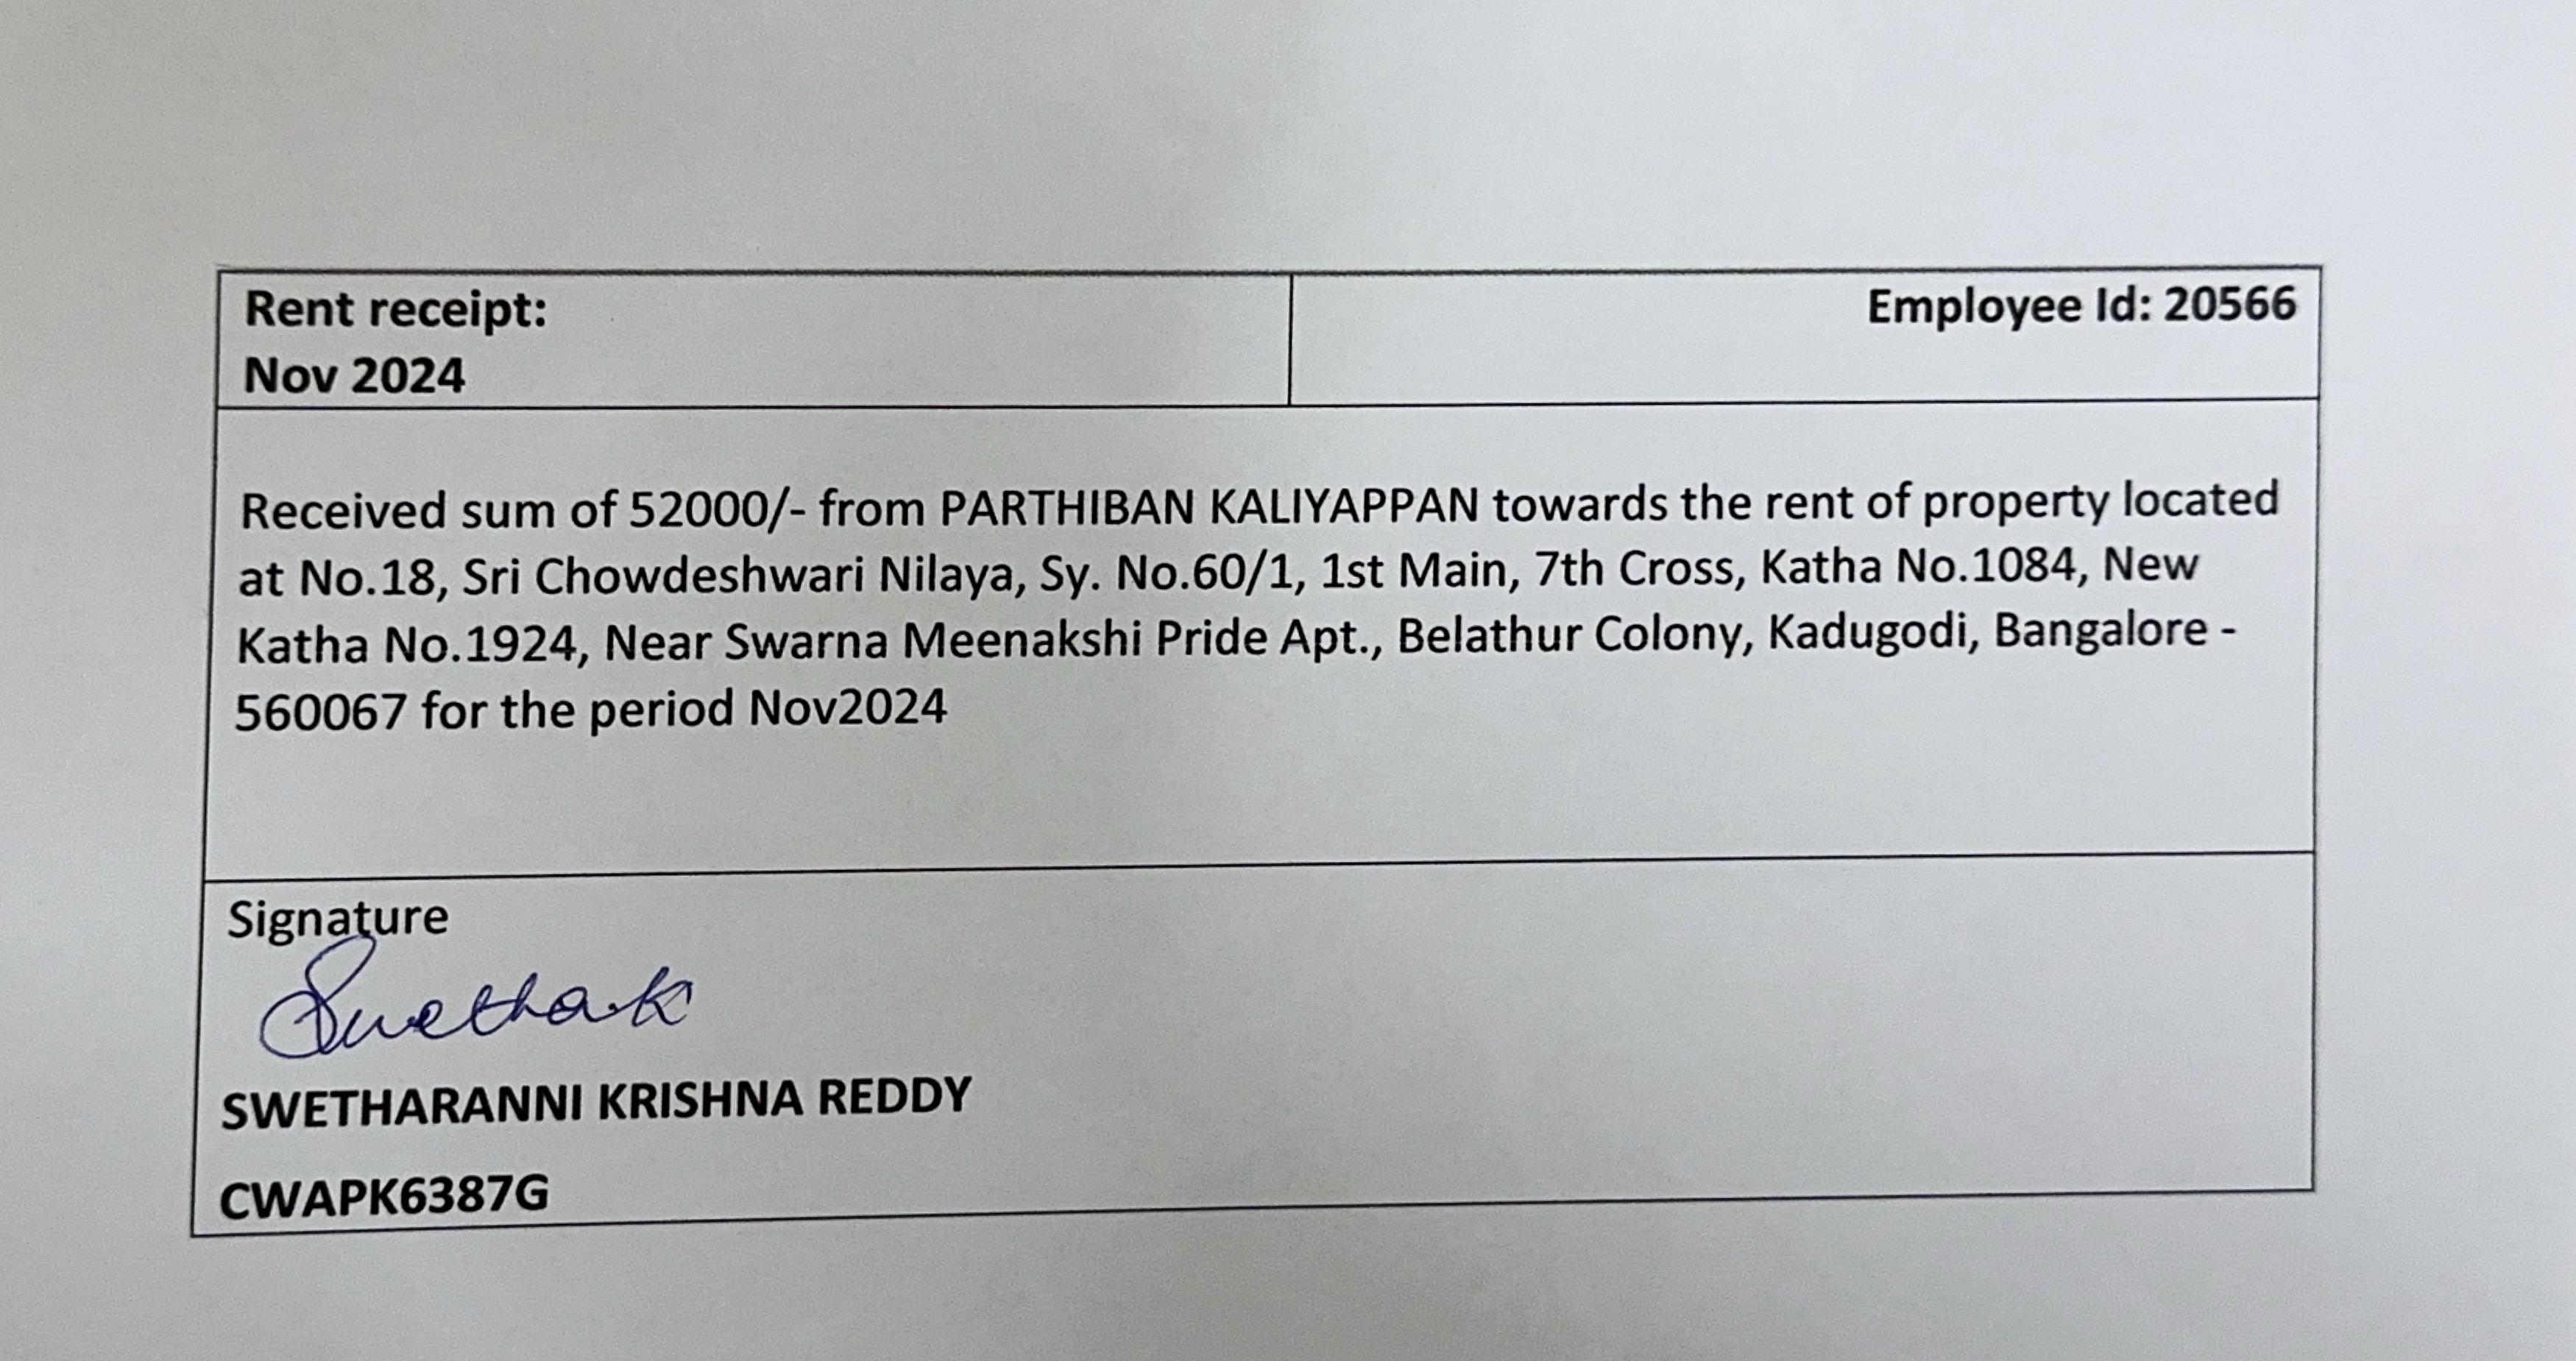 Rent receipt:
Nov 2024
Employee Id: 20566
Received sum of 52000/- from PARTHIBAN KALIYAPPAN towards the rent of property located
at No.18, Sri Chowdeshwari Nilaya, Sy. No.60/1, 1st Main, 7th Cross, Katha No.1084, New
Katha No.1924, Near Swarna Meenakshi Pride Apt., Belathur Colony, Kadugodi, Bangalore -
560067 for the period Nov2024
Signature
Swethak
SWETHARANNI KRISHNA REDDY
CWAPK6387G